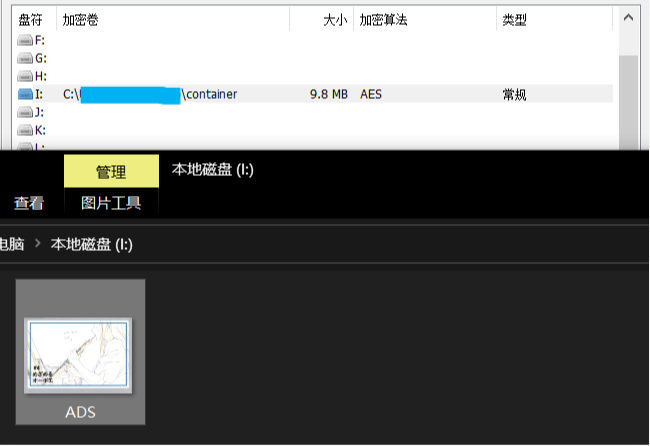 盘符 加密卷 大小 加密算法 类型
F:
G:
H:
I: C:\ \container 9.8 MB AES 常规
J:
K:
L:
管理 本地磁盘 (I:)
查看 图片工具
电脑 › 本地磁盘 (I:)
ADS